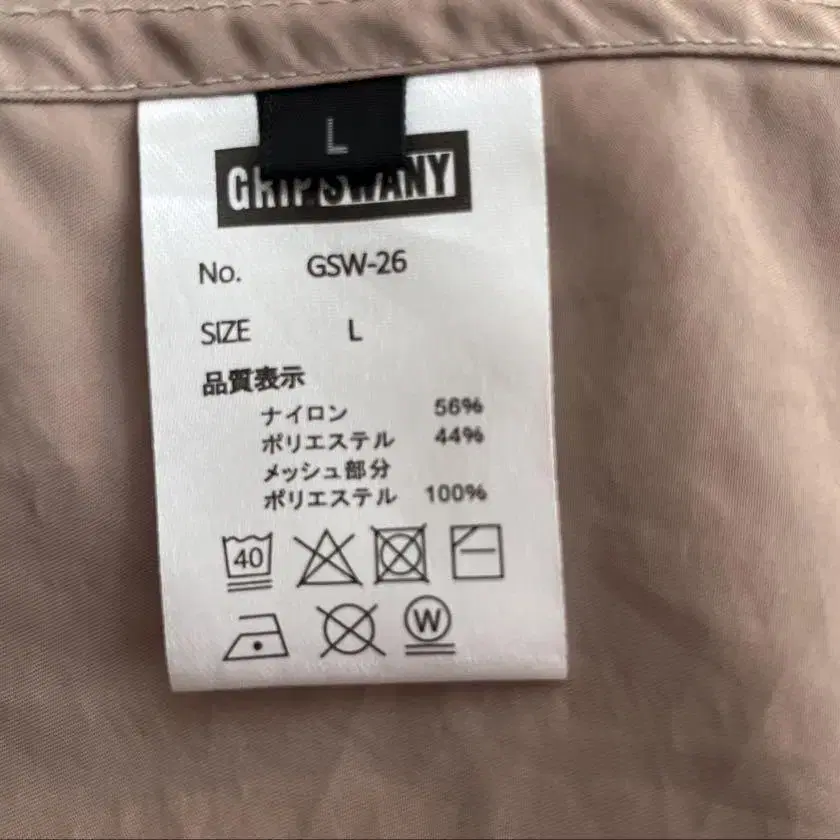 L
GRIP SWANY
No. GSW-26
SIZE L
品質表示
ナイロン 56%
ポリエステル 44%
メッシュ部分
ポリエステル 100%
40
W